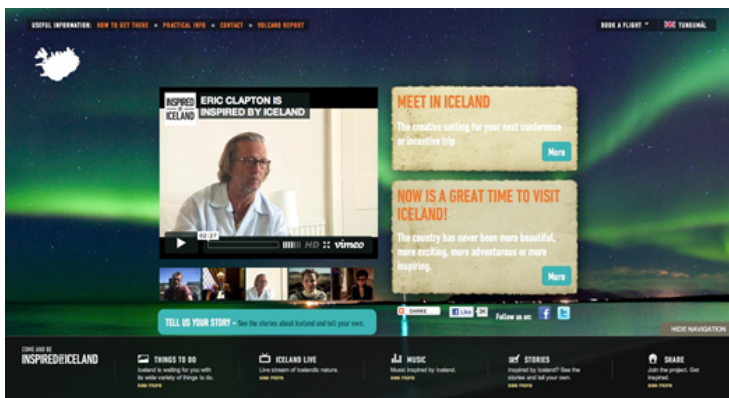 USEFUL INFORMATION: HOW TO GET THERE • PRACTICAL INFO • CONTACT • VOLCANO REPORT
BOOK A FLIGHT
TUNGUMÁL
INSPIRED BY ICELAND
ERIC CLAPTON IS
INSPIRED BY ICELAND
02:27
HD vimeo
MEET IN ICELAND
The creative setting for your next conference
or incentive trip
More
NOW IS A GREAT TIME TO VISIT
ICELAND!
The country has never been more beautiful,
more exciting, more adventurous or more
inspiring.
More
TELL US YOUR STORY – See the stories about Iceland and tell your own.
SHARE
Like
3K
Follow us on:
HIDE NAVIGATION
COME AND BE
INSPIRED BY ICELAND
THINGS TO DO
Iceland is waiting for you with
its wide variety of things to do.
see more
ICELAND LIVE
Live stream of Icelandic nature.
see more
MUSIC
Music inspired by Iceland.
see more
STORIES
Inspired by Iceland? See the
stories and tell your own.
see more
SHARE
Join the project. Get
inspired.
see more